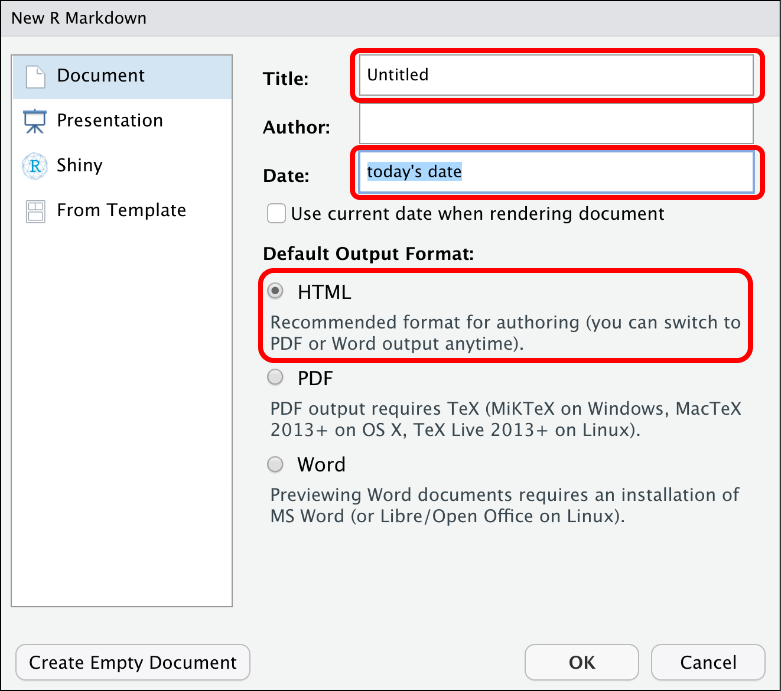 New R Markdown
Document
Presentation
R
Shiny
From Template
Title:
Untitled
Author:
Date:
today's date
Use current date when rendering document
Default Output Format:
HTML
Recommended format for authoring (you can switch to
PDF or Word output anytime).
PDF
PDF output requires TeX (MiKTeX on Windows, MacTeX
2013+ on OS X, TeX Live 2013+ on Linux).
Word
Previewing Word documents requires an installation of
MS Word (or Libre/Open Office on Linux).
Create Empty Document
OK
Cancel